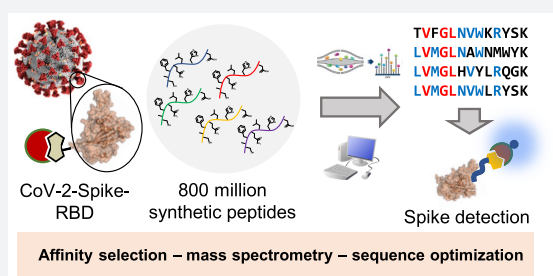 TVFGLNVWKRYSK
LVMGLNAWNMWYK
LVMGLHVYLRQGK
LVMGLNVWLRYSK
CoV-2-Spike-
RBD
800 million
synthetic peptides
Spike detection
Affinity selection – mass spectrometry – sequence optimization